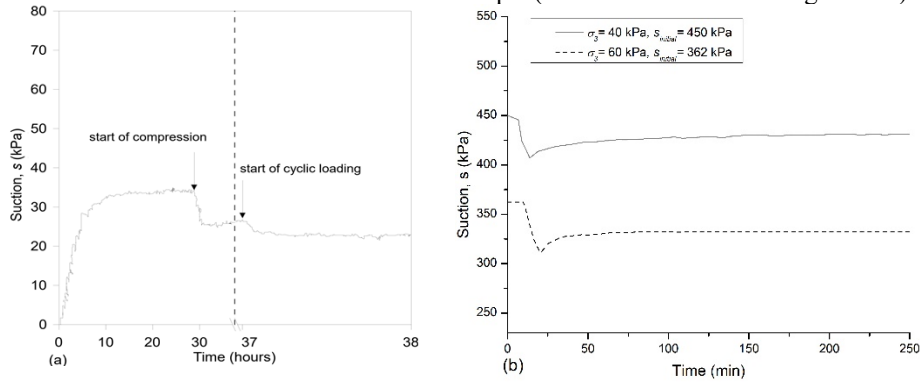 80
70
60
50
40
30
20
10
0
Suction, s (kPa)
start of compression
start of cyclic loading
0 10 20 30 37 38
Time (hours)
(a)
550
500
450
400
350
300
250
Suction, s (kPa)
σ3= 40 kPa, sinitial= 450 kPa
σ3= 60 kPa, sinitial= 362 kPa
0 50 100 150 200 250
Time (min)
(b)